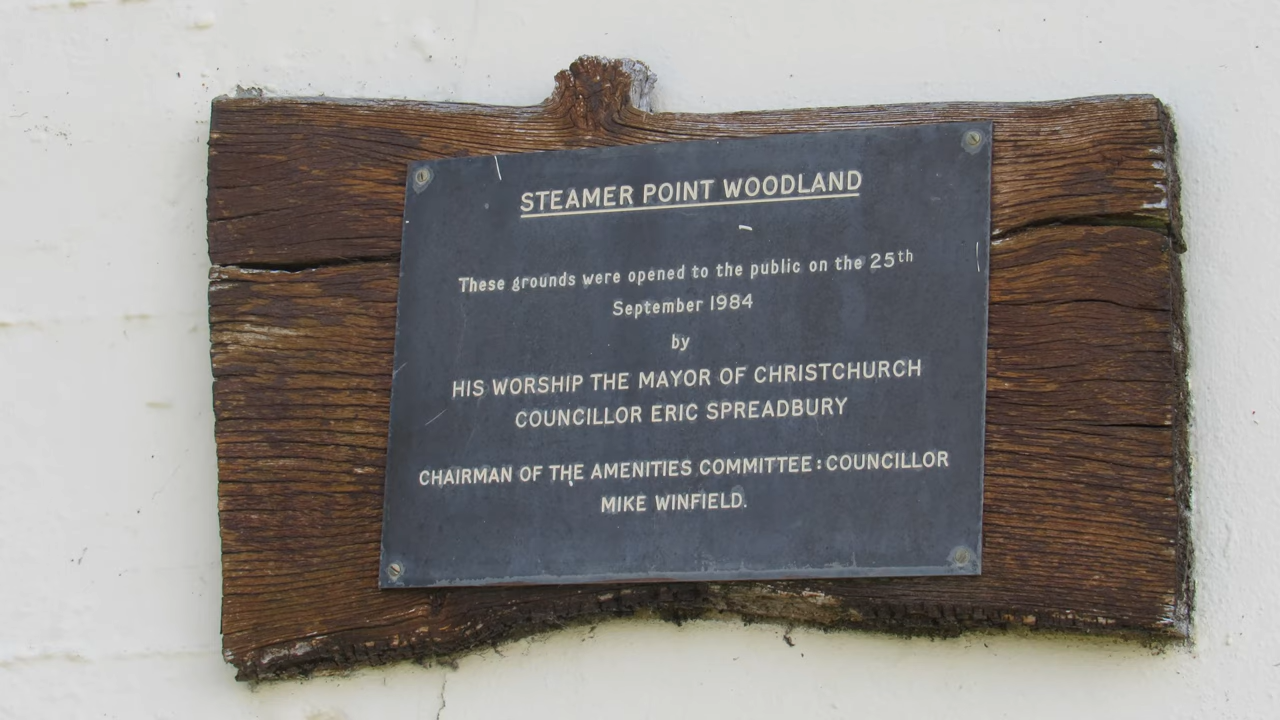 STEAMER POINT WOODLAND
These grounds were opened to the public on the 25th
September 1984
by
HIS WORSHIP THE MAYOR OF CHRISTCHURCH
COUNCILLOR ERIC SPREADBURY
CHAIRMAN OF THE AMENITIES COMMITTEE: COUNCILLOR
MIKE WINFIELD.